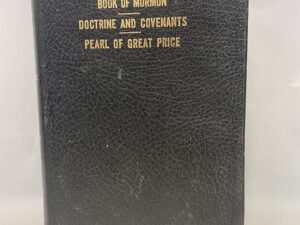 BOOK OF MORMON
DOCTRINE AND COVENANTS
PEARL OF GREAT PRICE